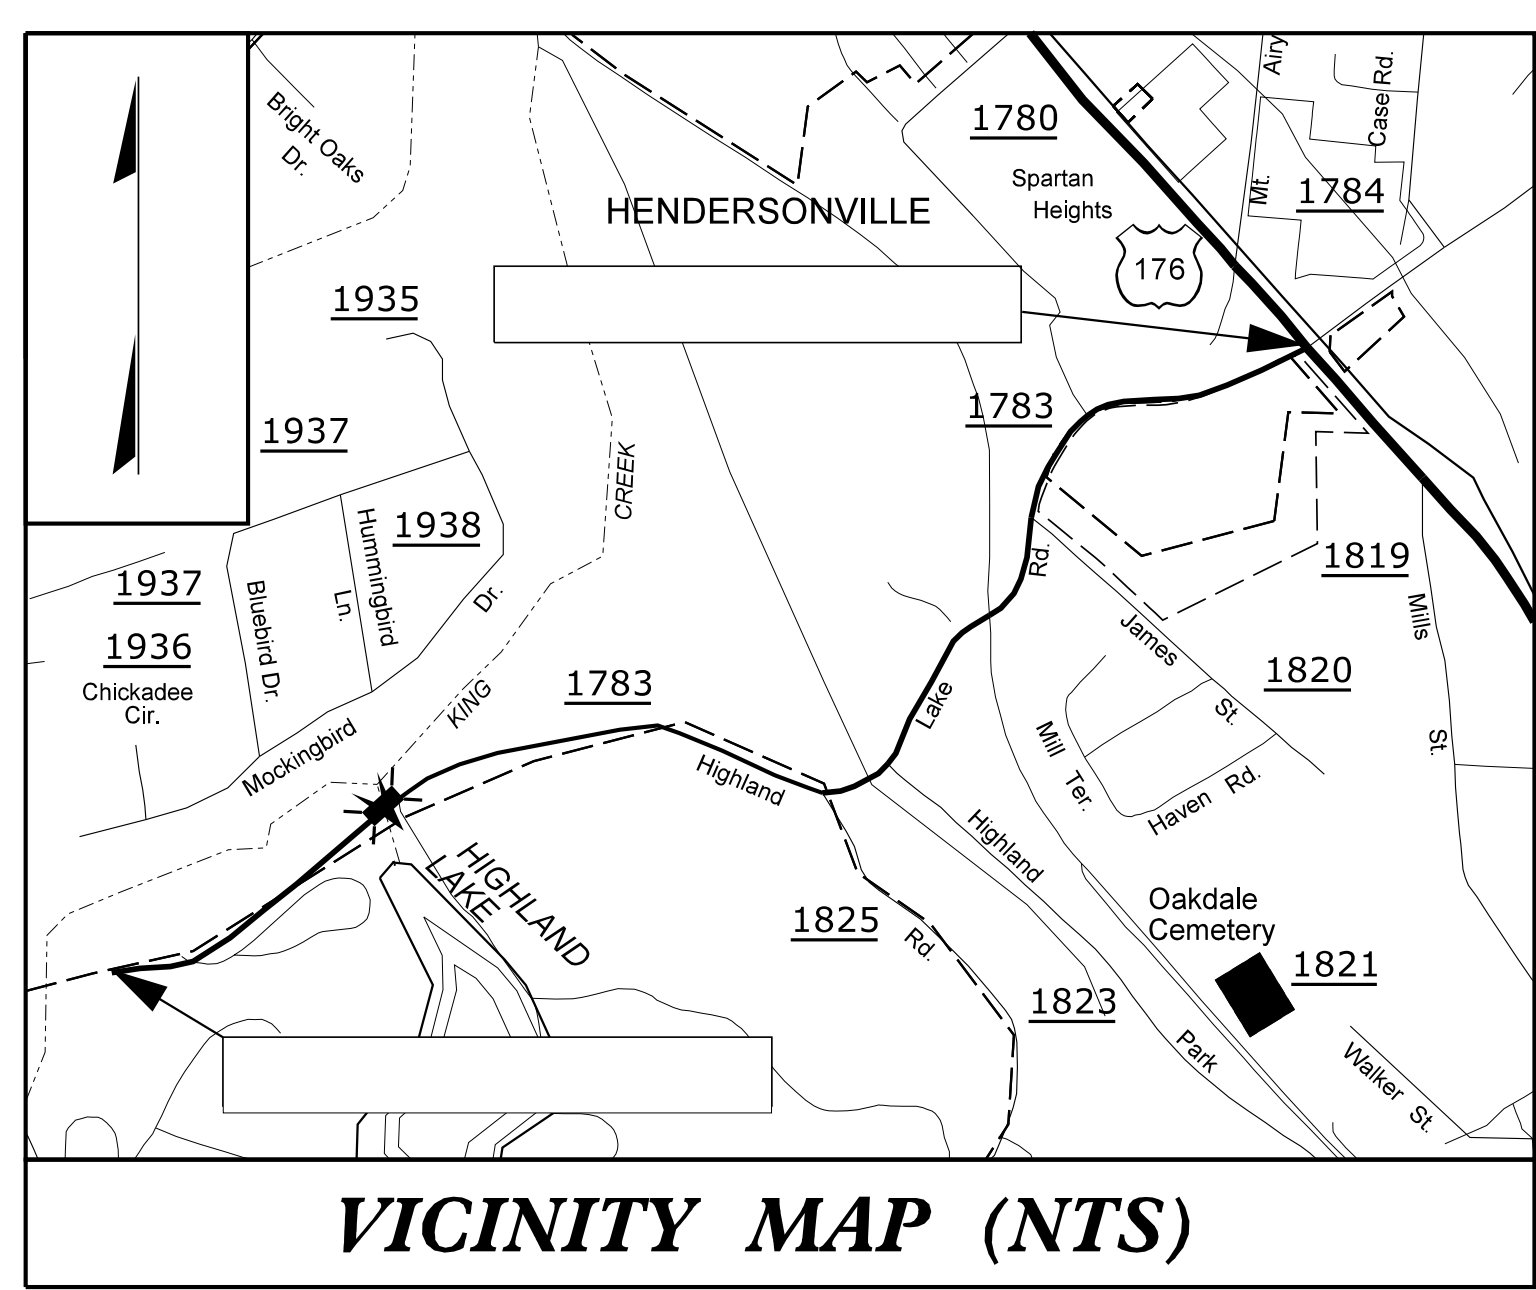 Airy
Case Rd.
Bright Oaks
Dr.
1780
Spartan
Heights
Mt.
1784
HENDERSONVILLE
176
1935
1783
1937
CREEK
1938
Hummingbird
Ln.
Rd.
1819
1937
Bluebird Dr.
Dr.
Mills
1936
James
Chickadee
Cir.
KING
1783
Lake
1820
St.
St.
Mockingbird
Mill Ter.
Highland
Haven Rd.
Highland
HIGHLAND
LAKE
1825
Rd.
Oakdale
Cemetery
1821
1823
Park
Walker St.
VICINITY MAP (NTS)